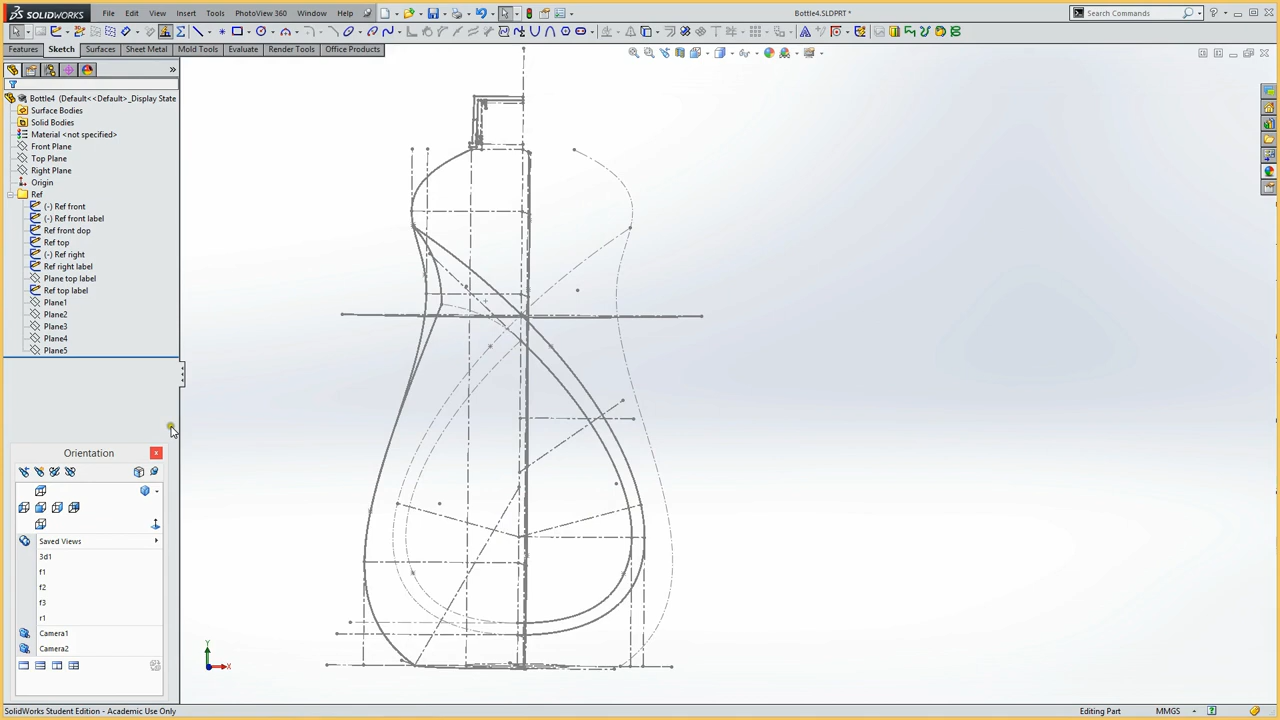 SOLIDWORKS File Edit View Insert Tools PhotoView 360 Window Help Bottle4.SLDPRT * Search Commands
Features Sketch Surfaces Sheet Metal Mold Tools Evaluate Render Tools Office Products
Bottle4 (Default<<Default>_Display State
Surface Bodies
Solid Bodies
Material <not specified>
Front Plane
Top Plane
Right Plane
Origin
Ref
(-) Ref front
(-) Ref front label
Ref front dop
Ref top
(-) Ref right
Ref right label
Plane top label
Ref top label
Plane1
Plane2
Plane3
Plane4
Plane5
Orientation
Saved Views
3d1
f1
f2
f3
r1
Camera1
Camera2
Y
X
SolidWorks Student Edition - Academic Use Only Editing Part MMGS